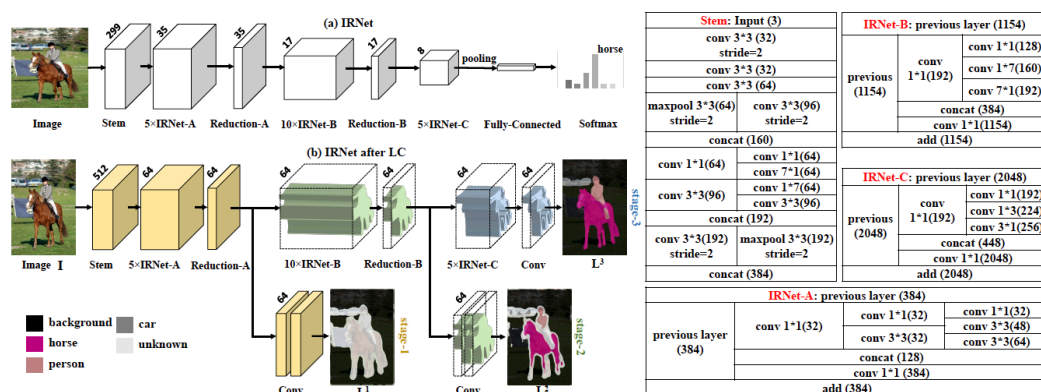 (a) IRNet
299
35
35
17
17
8
pooling
horse
Image
Stem
5×IRNet-A
Reduction-A
10×IRNet-B
Reduction-B
5×IRNet-C
Fully-Connected
Softmax
(b) IRNet after LC
512
64
64
64
64
64
stage-3
Image I
Stem
5×IRNet-A
Reduction-A
10×IRNet-B
Reduction-B
5×IRNet-C
Conv
L³
64
stage-1
64
stage-2
background
car
horse
unknown
person
Conv
L¹
Conv
L²
Stem: Input (3)
conv 3*3 (32)
stride=2
conv 3*3 (32)
conv 3*3 (64)
maxpool 3*3(64)
stride=2
conv 3*3(96)
stride=2
concat (160)
conv 1*1(64)
conv 3*3(96)
conv 1*1(64)
conv 7*1(64)
conv 1*7(64)
conv 3*3(96)
concat (192)
conv 3*3(192)
stride=2
maxpool 3*3(192)
stride=2
concat (384)
IRNet-B: previous layer (1154)
previous
(1154)
conv
1*1(192)
conv 1*1(128)
conv 1*7(160)
conv 7*1(192)
concat (384)
conv 1*1(1154)
add (1154)
IRNet-C: previous layer (2048)
previous
(2048)
conv
1*1(192)
conv 1*1(192)
conv 1*3(224)
conv 3*1(256)
concat (448)
conv 1*1(2048)
add (2048)
IRNet-A: previous layer (384)
previous layer
(384)
conv 1*1(32)
conv 1*1(32)
conv 3*3(32)
conv 1*1(32)
conv 3*3(48)
conv 3*3(64)
concat (128)
conv 1*1 (384)
add (384)